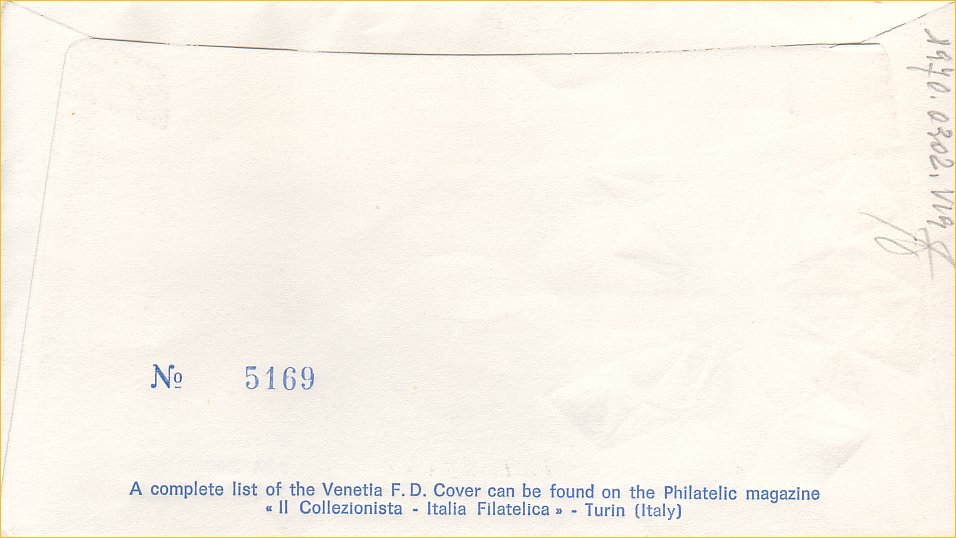 Nº 5169
A complete list of the Venetia F. D. Cover can be found on the Philatelic magazine
« Il Collezionista - Italia Filatelica » - Turin (Italy)
1970.0302.